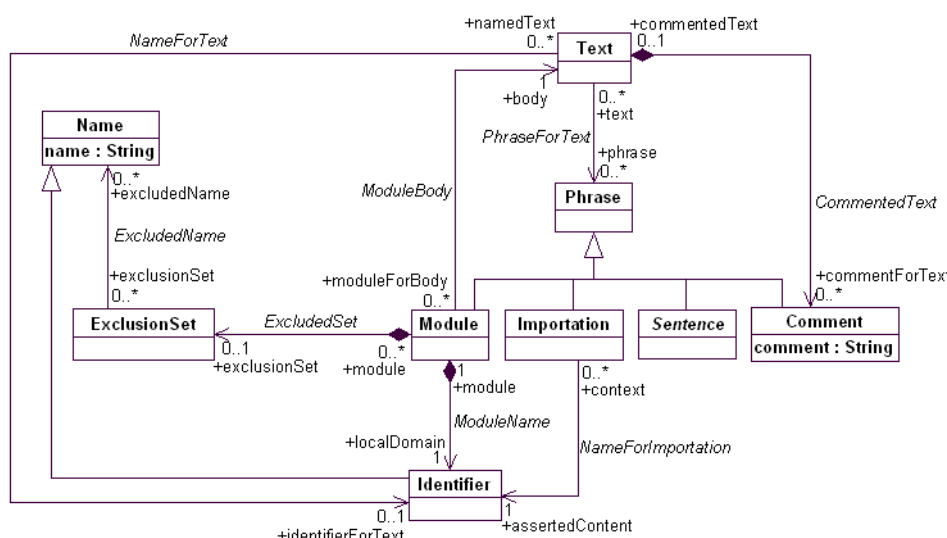 +namedText
+commentedText
NameForText
0..*
0..1
Text
1
+body
0..*
+text
Name
name : String
PhraseForText
+phrase
0..*
0..*
+excludedName
ModuleBody
Phrase
CommentedText
ExcludedName
+exclusionSet
0..*
+moduleForBody
0..*
+commentForText
0..*
ExclusionSet
ExcludedSet
Module
Importation
Sentence
Comment
comment : String
0..1
+exclusionSet
0..*
+module
1
+module
0..*
+context
ModuleName
+localDomain
1
NameForImportation
Identifier
0..1
+identifierForText
1
+assertedContent